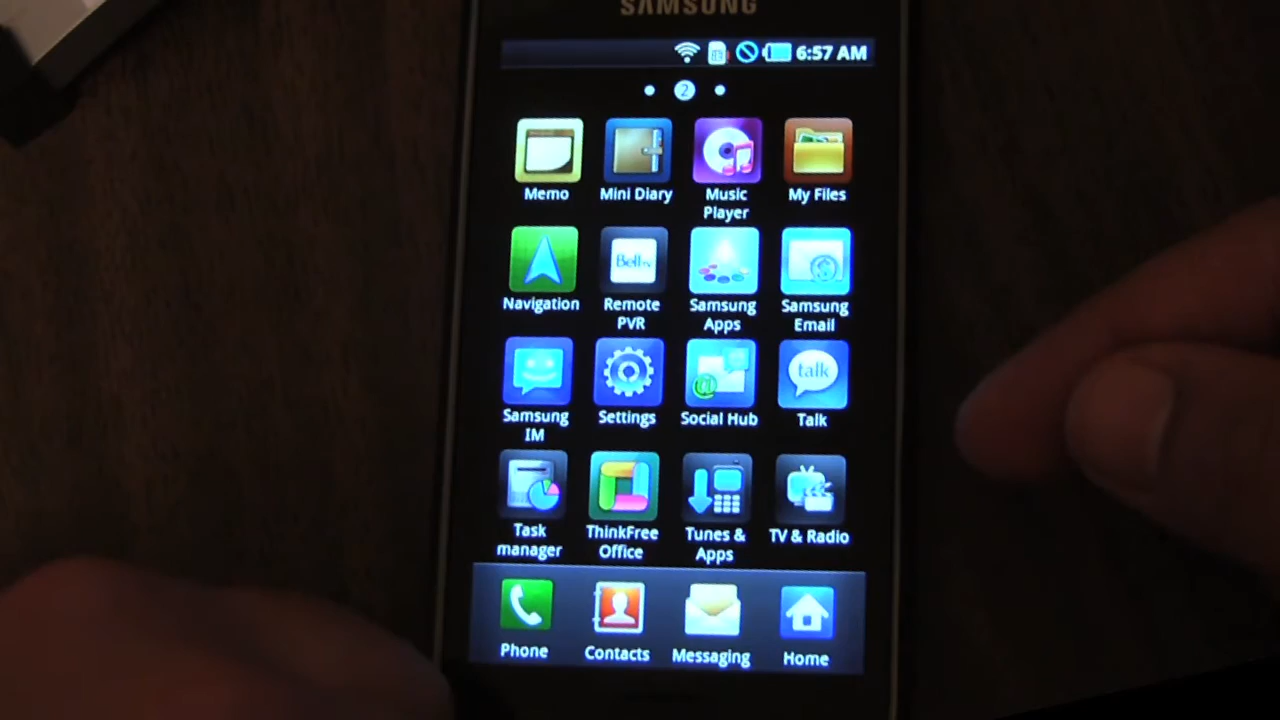 SAMSUNG
6:57 AM
2
Memo
Mini Diary
Music
Player
My Files
Bell
Navigation
Remote
PVR
Samsung
Apps
Samsung
Email
talk
Samsung
IM
Settings
@
Social Hub
Talk
Task
manager
ThinkFree
Office
Tunes &
Apps
TV & Radio
Phone
Contacts
Messaging
Home